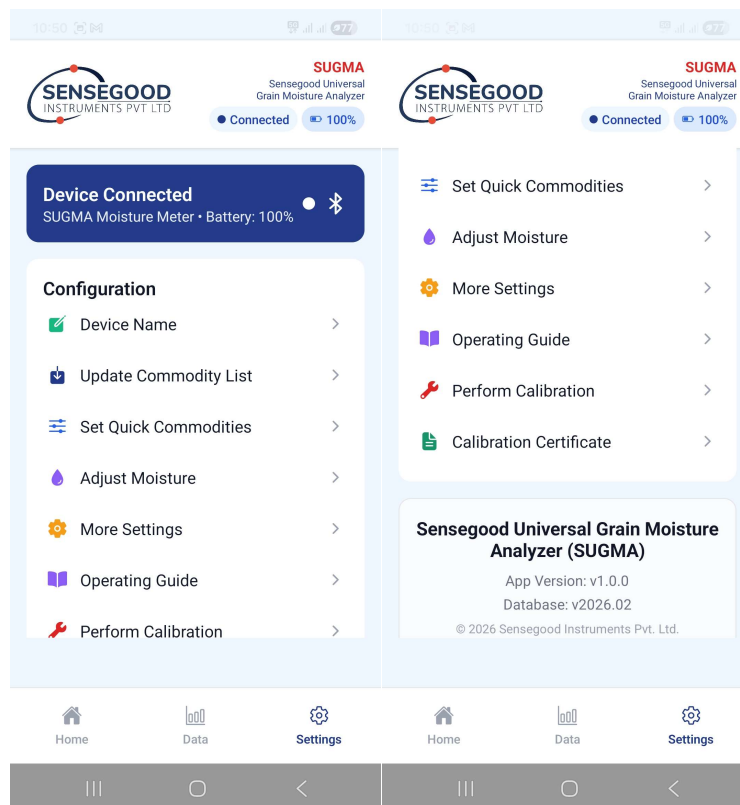 10:50
77
SENSEGOOD
INSTRUMENTS PVT LTD
SUGMA
Sensegood Universal
Grain Moisture Analyzer
Connected
100%
Device Connected
SUGMA Moisture Meter • Battery: 100%
Configuration
Device Name
Update Commodity List
Set Quick Commodities
Adjust Moisture
More Settings
Operating Guide
Perform Calibration
Home
Data
Settings
10:50
77
SENSEGOOD
INSTRUMENTS PVT LTD
SUGMA
Sensegood Universal
Grain Moisture Analyzer
Connected
100%
Set Quick Commodities
Adjust Moisture
More Settings
Operating Guide
Perform Calibration
Calibration Certificate
Sensegood Universal Grain Moisture
Analyzer (SUGMA)
App Version: v1.0.0
Database: v2026.02
© 2026 Sensegood Instruments Pvt. Ltd.
Home
Data
Settings